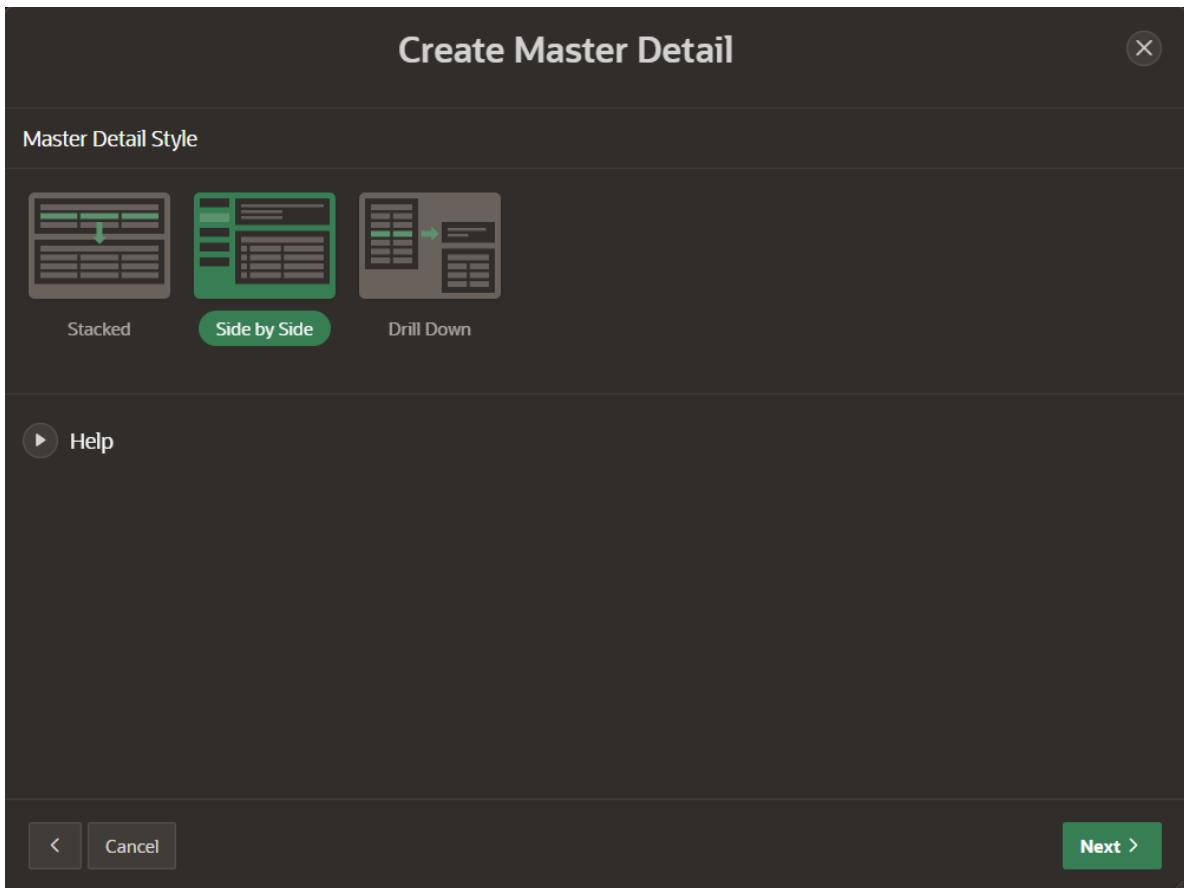 Create Master Detail
Master Detail Style
Stacked
Side by Side
Drill Down
Help
Cancel
Next